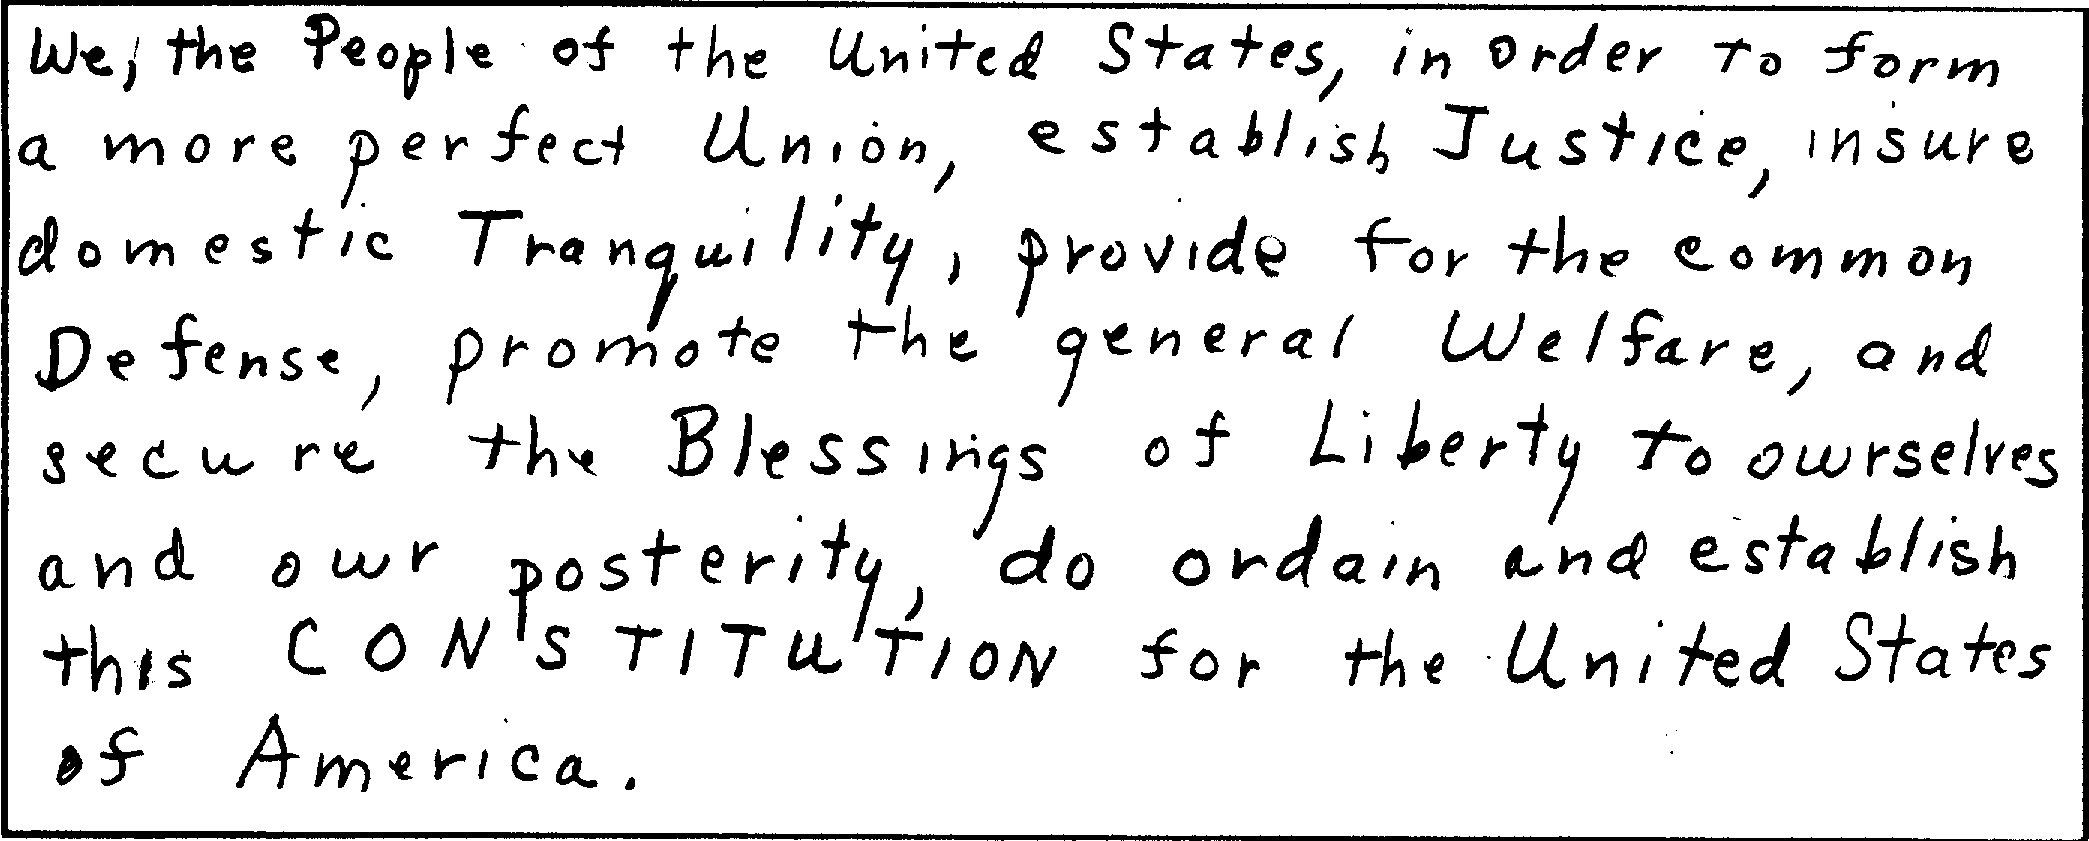 We, the People of the United States, in order to form
a more perfect Union, establish Justice, insure
domestic Tranquility, provide for the common
Defense, promote the general Welfare, and
secure the Blessings of Liberty to ourselves
and our posterity, do ordain and establish
this CONSTITUTION for the United States
of America.